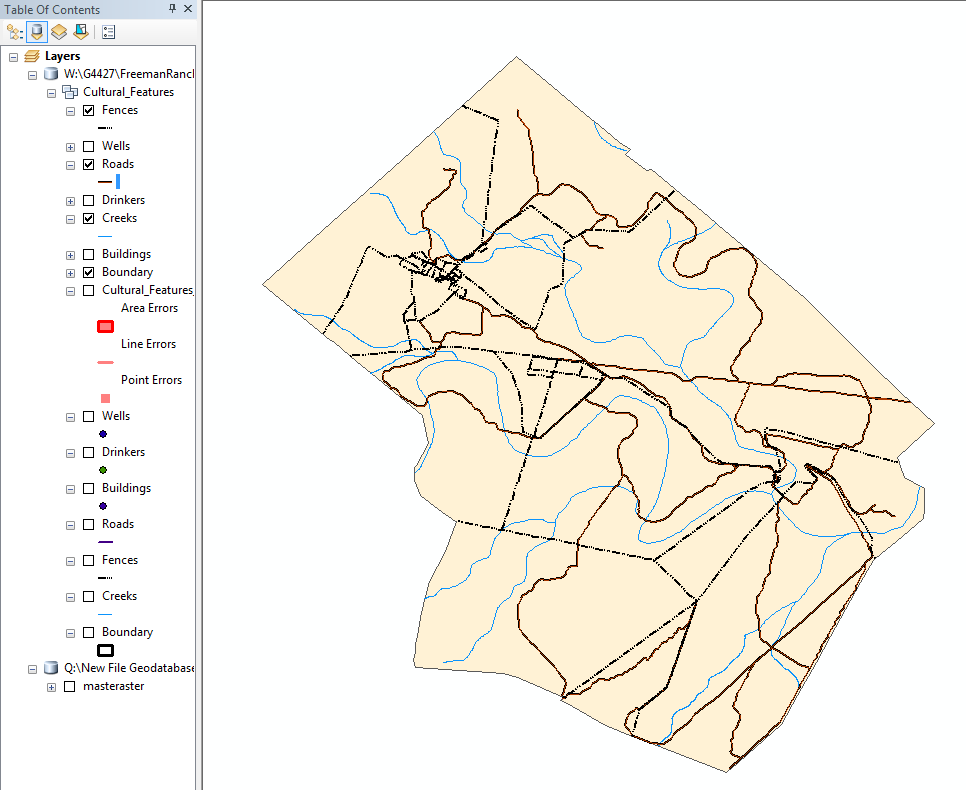 Table Of Contents
Layers
W:\G4427\FreemanRancl
Cultural_Features
Fences
Wells
Roads
Drinkers
Creeks
Buildings
Boundary
Cultural_Features_
Area Errors
Line Errors
Point Errors
Wells
Drinkers
Buildings
Roads
Fences
Creeks
Boundary
Q:\New File Geodatabase
masteraster